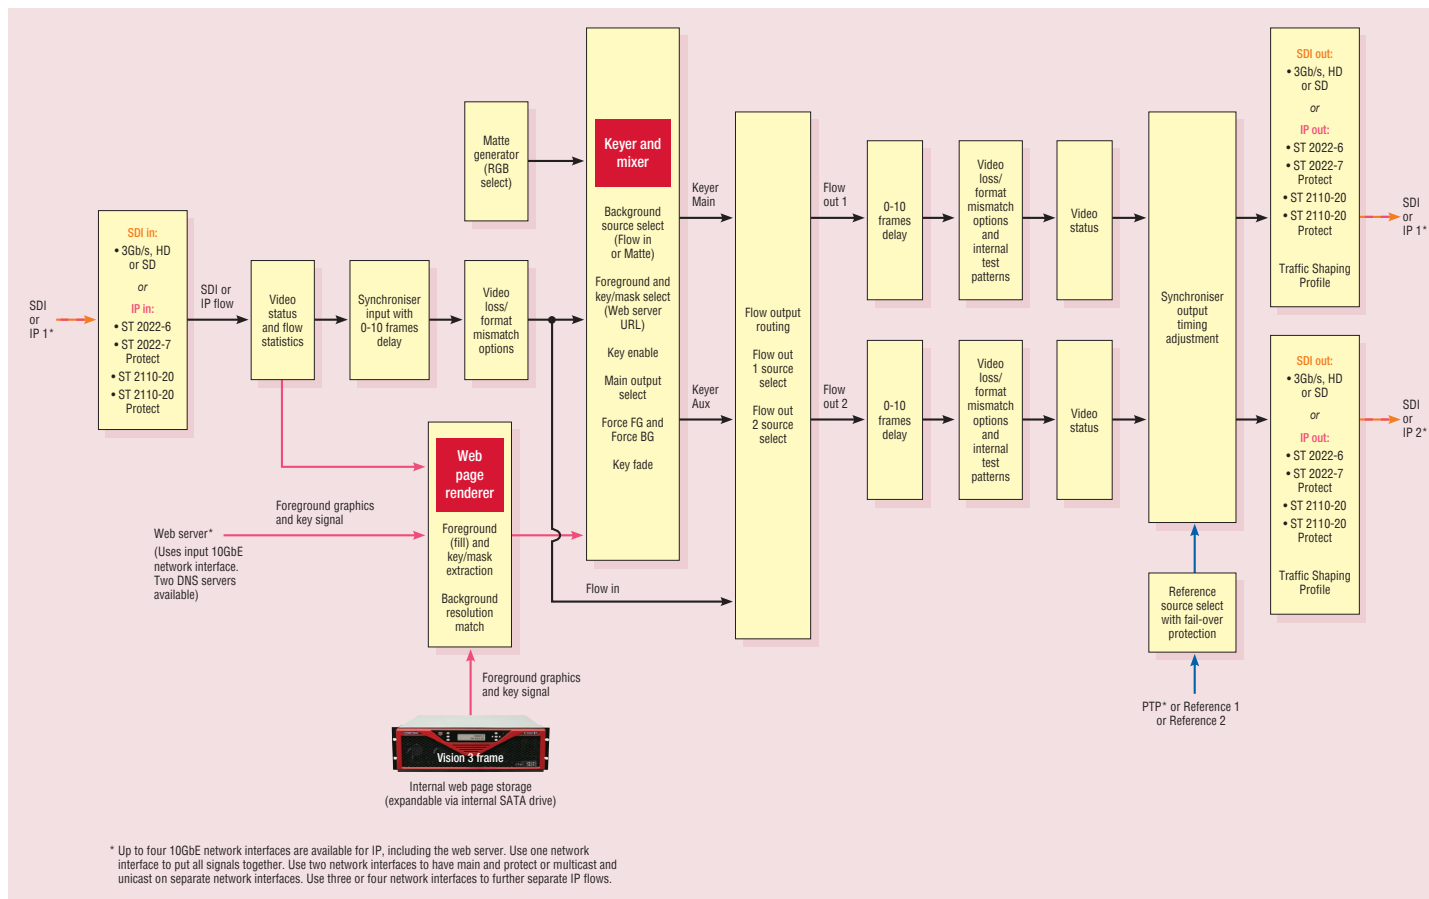 SDI
or
IP 1*
SDI in:
• 3Gb/s, HD
or SD
or
IP in:
• ST 2022-6
• ST 2022-7
Protect
• ST 2110-20
• ST 2110-20
Protect
SDI or
IP flow
Video
status
and flow
statistics
Synchroniser
input with
0-10 frames
delay
Video
loss/
format
mismatch
options
Matte
generator
(RGB
select)
Keyer and
mixer
Background
source select
(Flow in
or Matte)
Foreground and
key/mask select
(Web server
URL)
Key enable
Main output
select
Force FG and
Force BG
Key fade
Web
page
renderer
Foreground
(fill) and
key/mask
extraction
Background
resolution
match
Foreground graphics
and key signal
Web server*
(Uses input 10GbE
network interface.
Two DNS servers
available)
Foreground graphics
and key signal
Vision 3 frame
Internal web page storage
(expandable via internal SATA drive)
Flow in
Keyer
Main
Keyer
Aux
Flow output
routing
Flow out
1 source
select
Flow out
2 source
select
Flow
out 1
0-10
frames
delay
Video
loss/
format
mismatch
options
and
internal
test
patterns
Video
status
Flow
out 2
0-10
frames
delay
Video
loss/
format
mismatch
options
and
internal
test
patterns
Video
status
Synchroniser
output
timing
adjustment
Reference
source select
with fail-over
protection
PTP* or Reference 1
or Reference 2
SDI out:
• 3Gb/s, HD
or SD
or
IP out:
• ST 2022-6
• ST 2022-7
Protect
• ST 2110-20
• ST 2110-20
Protect
Traffic Shaping
Profile
SDI
or
IP 1*
SDI out:
• 3Gb/s, HD
or SD
or
IP out:
• ST 2022-6
• ST 2022-7
Protect
• ST 2110-20
• ST 2110-20
Protect
Traffic Shaping
Profile
SDI
or
IP 2*
* Up to four 10GbE network interfaces are available for IP, including the web server. Use one network
interface to put all signals together. Use two network interfaces to have main and protect or multicast and
unicast on separate network interfaces. Use three or four network interfaces to further separate IP flows.